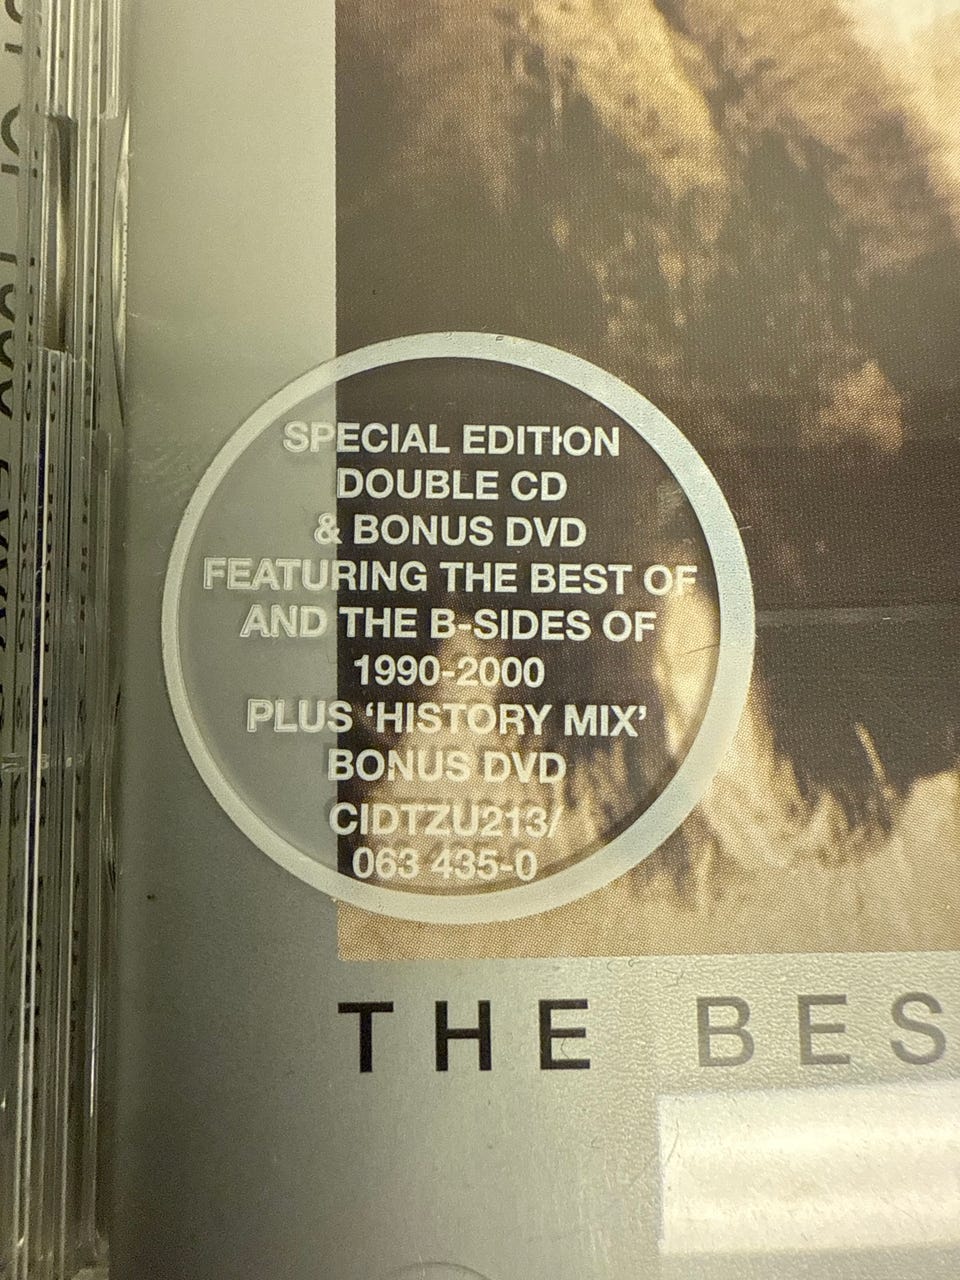 SPECIAL EDITION
DOUBLE CD
& BONUS DVD
FEATURING THE BEST OF
AND THE B-SIDES OF
1990-2000
PLUS ‘HISTORY MIX’
BONUS DVD
CIDTZU213/
063 435-0
THE BES